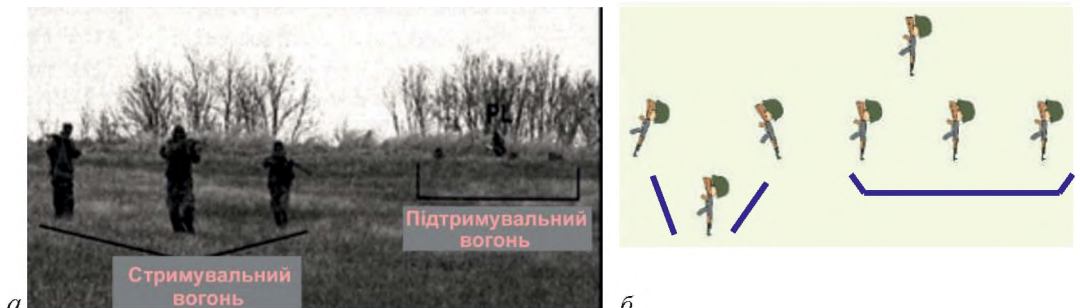 PL
Підтримувальний
вогонь
Стримувальний
вогонь
а
б